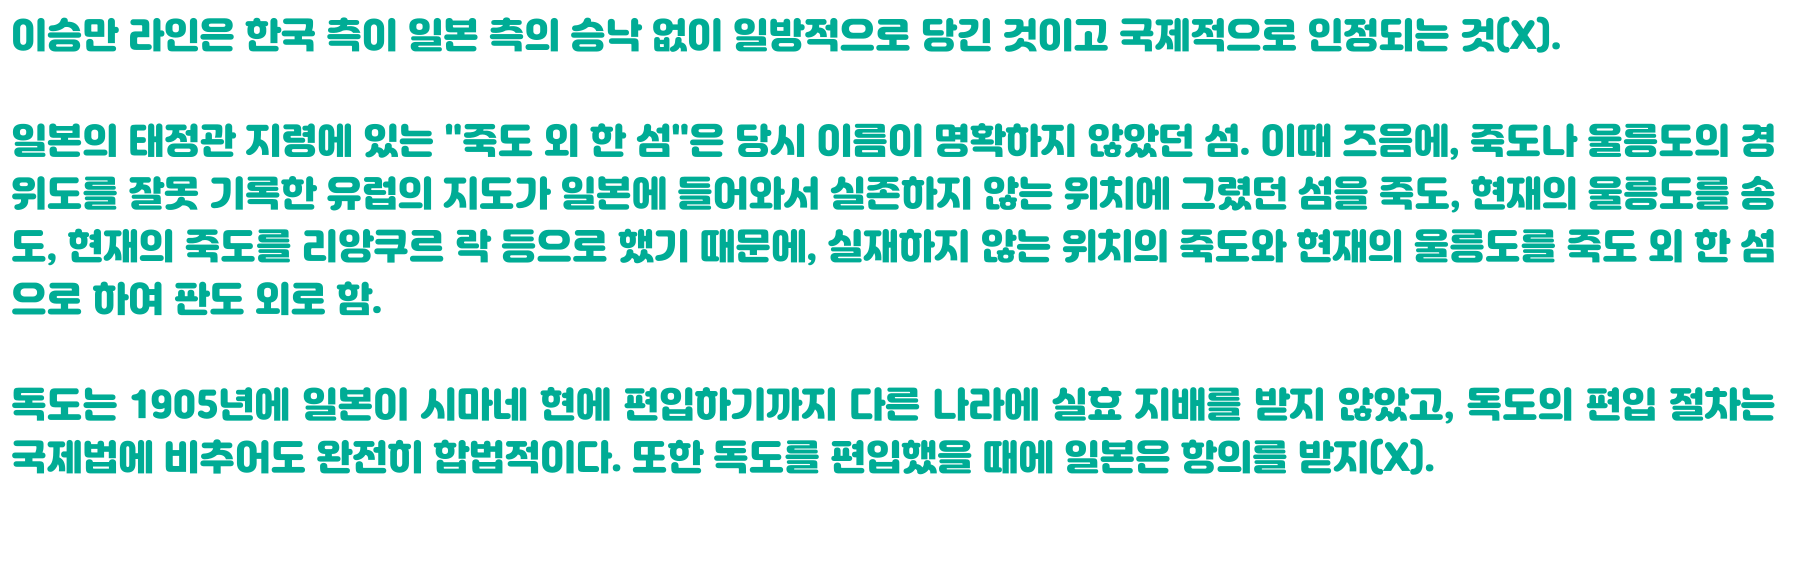 이승만 라인은 한국 측이 일본 측의 승낙 없이 일방적으로 당긴 것이고 국제적으로 인정되는 것(X).
일본의 태정관 지령에 있는 "죽도 외 한 섬"은 당시 이름이 명확하지 않았던 섬. 이때 즈음에, 죽도나 울릉도의 경
위도를 잘못 기록한 유럽의 지도가 일본에 들어와서 실존하지 않는 위치에 그렸던 섬을 죽도, 현재의 울릉도를 송
도, 현재의 죽도를 리앙쿠르 락 등으로 했기 때문에, 실재하지 않는 위치의 죽도와 현재의 울릉도를 죽도 외 한 섬
으로 하여 판도 외로 함.
독도는 1905년에 일본이 시마네 현에 편입하기까지 다른 나라에 실효 지배를 받지 않았고, 독도의 편입 절차는
국제법에 비추어도 완전히 합법적이다. 또한 독도를 편입했을 때에 일본은 항의를 받지(X).